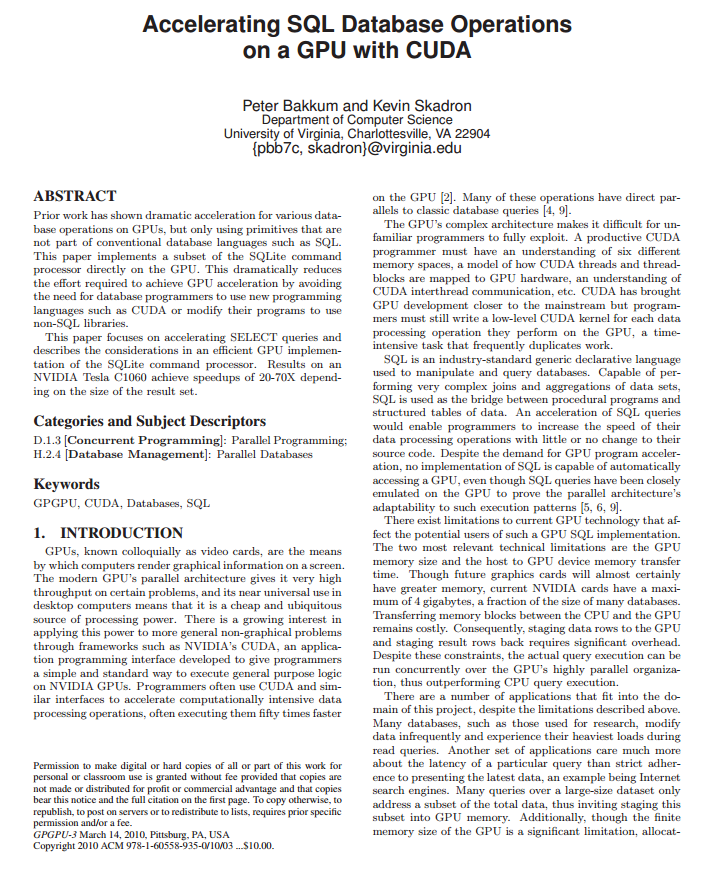 Accelerating SQL Database Operations
on a GPU with CUDA
Peter Bakkum and Kevin Skadron
Department of Computer Science
University of Virginia, Charlottesville, VA 22904
{pbb7c, skadron}@virginia.edu
ABSTRACT
Prior work has shown dramatic acceleration for various data-
base operations on GPUs, but only using primitives that are
not part of conventional database languages such as SQL.
This paper implements a subset of the SQLite command
processor directly on the GPU. This dramatically reduces
the effort required to achieve GPU acceleration by avoiding
the need for database programmers to use new programming
languages such as CUDA or modify their programs to use
non-SQL libraries.
This paper focuses on accelerating SELECT queries and
describes the considerations in an efficient GPU implemen-
tation of the SQLite command processor. Results on an
NVIDIA Tesla C1060 achieve speedups of 20-70X depend-
ing on the size of the result set.
Categories and Subject Descriptors
D.1.3 [Concurrent Programming]: Parallel Programming;
H.2.4 [Database Management]: Parallel Databases
Keywords
GPGPU, CUDA, Databases, SQL
1. INTRODUCTION
GPUs, known colloquially as video cards, are the means
by which computers render graphical information on a screen.
The modern GPU's parallel architecture gives it very high
throughput on certain problems, and its near universal use in
desktop computers means that it is a cheap and ubiquitous
source of processing power. There is a growing interest in
applying this power to more general non-graphical problems
through frameworks such as NVIDIA's CUDA, an applica-
tion programming interface developed to give programmers
a simple and standard way to execute general purpose logic
on NVIDIA GPUs. Programmers often use CUDA and sim-
ilar interfaces to accelerate computationally intensive data
processing operations, often executing them fifty times faster
Permission to make digital or hard copies of all or part of this work for
personal or classroom use is granted without fee provided that copies are
not made or distributed for profit or commercial advantage and that copies
bear this notice and the full citation on the first page. To copy otherwise, to
republish, to post on servers or to redistribute to lists, requires prior specific
permission and/or a fee.
GPGPU-3 March 14, 2010, Pittsburg, PA, USA
Copyright 2010 ACM 978-1-60558-935-0/10/03 ...$10.00.
on the GPU [2]. Many of these operations have direct par-
allels to classic database queries [4, 9].
The GPU's complex architecture makes it difficult for un-
familiar programmers to fully exploit. A productive CUDA
programmer must have an understanding of six different
memory spaces, a model of how CUDA threads and thread-
blocks are mapped to GPU hardware, an understanding of
CUDA interthread communication, etc. CUDA has brought
GPU development closer to the mainstream but program-
mers must still write a low-level CUDA kernel for each data
processing operation they perform on the GPU, a time-
intensive task that frequently duplicates work.
SQL is an industry-standard generic declarative language
used to manipulate and query databases. Capable of per-
forming very complex joins and aggregations of data sets,
SQL is used as the bridge between procedural programs and
structured tables of data. An acceleration of SQL queries
would enable programmers to increase the speed of their
data processing operations with little or no change to their
source code. Despite the demand for GPU program acceler-
ation, no implementation of SQL is capable of automatically
accessing a GPU, even though SQL queries have been closely
emulated on the GPU to prove the parallel architecture's
adaptability to such execution patterns [5, 6, 9].
There exist limitations to current GPU technology that af-
fect the potential users of such a GPU SQL implementation.
The two most relevant technical limitations are the GPU
memory size and the host to GPU device memory transfer
time. Though future graphics cards will almost certainly
have greater memory, current NVIDIA cards have a maxi-
mum of 4 gigabytes, a fraction of the size of many databases.
Transferring memory blocks between the CPU and the GPU
remains costly. Consequently, staging data rows to the GPU
and staging result rows back requires significant overhead.
Despite these constraints, the actual query execution can be
run concurrently over the GPU's highly parallel organiza-
tion, thus outperforming CPU query execution.
There are a number of applications that fit into the do-
main of this project, despite the limitations described above.
Many databases, such as those used for research, modify
data infrequently and experience their heaviest loads during
read queries. Another set of applications care much more
about the latency of a particular query than strict adher-
ence to presenting the latest data, an example being Internet
search engines. Many queries over a large-size dataset only
address a subset of the total data, thus inviting staging this
subset into GPU memory. Additionally, though the finite
memory size of the GPU is a significant limitation, allocat-